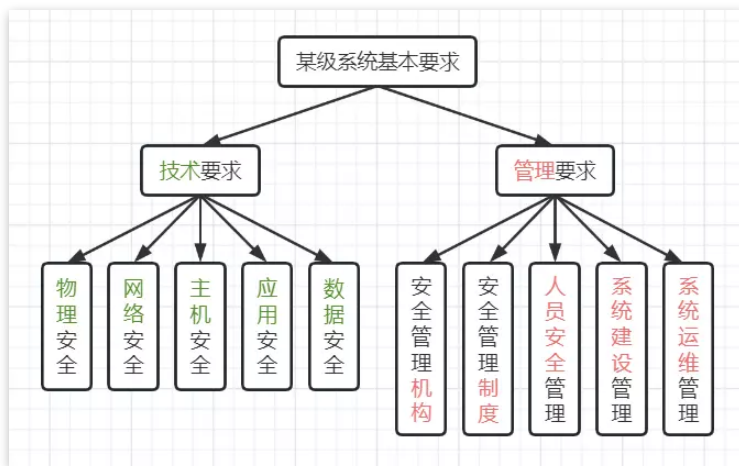 某级系统基本要求
技术要求
管理要求
物理安全
网络安全
主机安全
应用安全
数据安全
安全管理机构
安全管理制度
人员安全管理
系统建设管理
系统运维管理